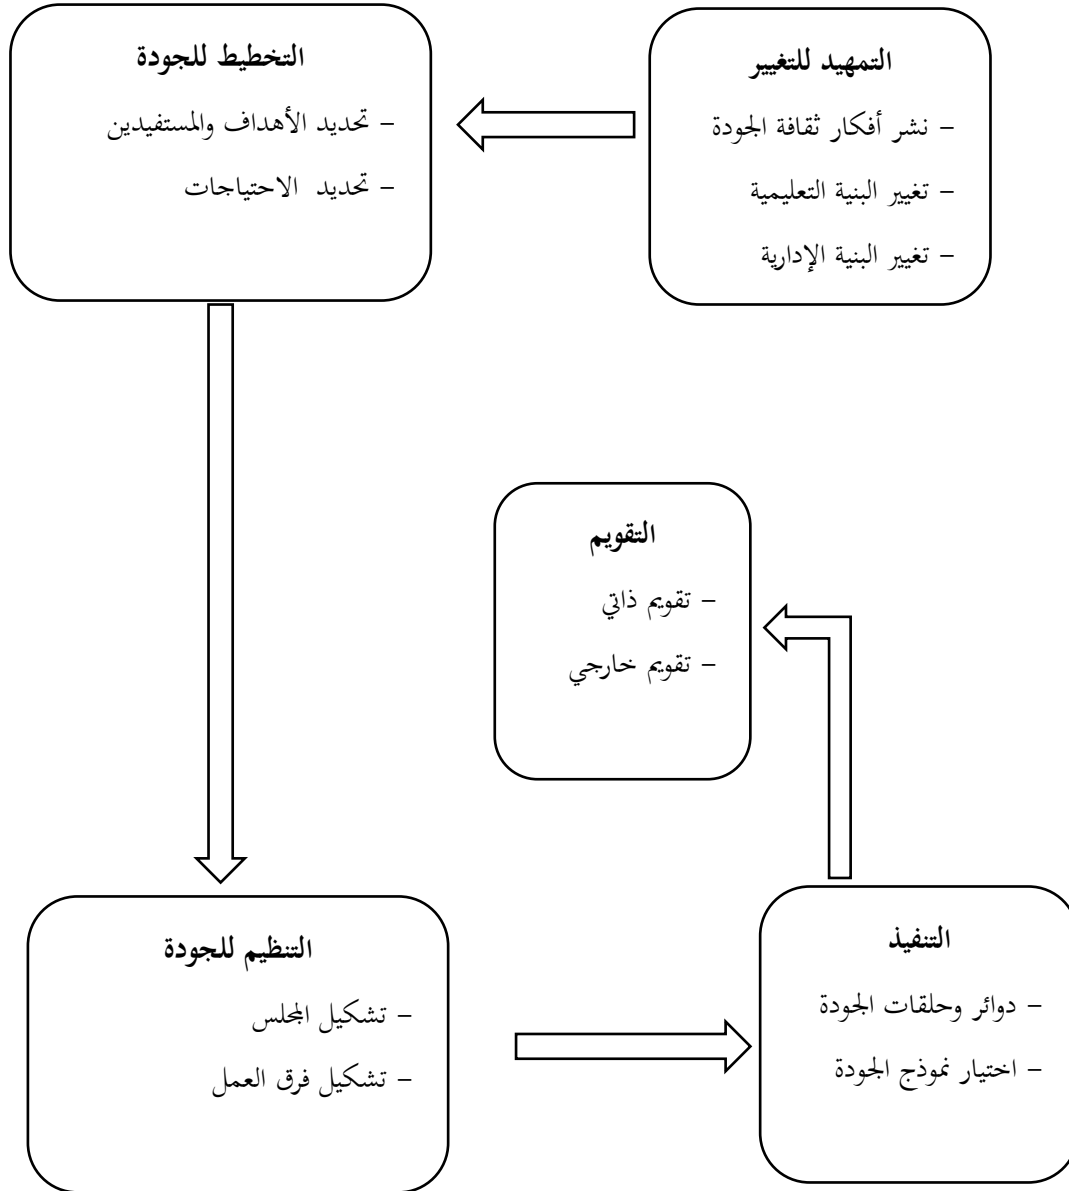 التمهيد للتغيير
– نشر أفكار ثقافة الجودة
– تغيير البنية التعليمية
– تغيير البنية الإدارية
التخطيط للجودة
– تحديد الأهداف والمستفيدين
– تحديد الاحتياجات
التنظيم للجودة
– تشكيل المجلس
– تشكيل فرق العمل
التنفيذ
– دوائر وحلقات الجودة
– اختيار نموذج الجودة
التقويم
– تقويم ذاتي
– تقويم خارجي